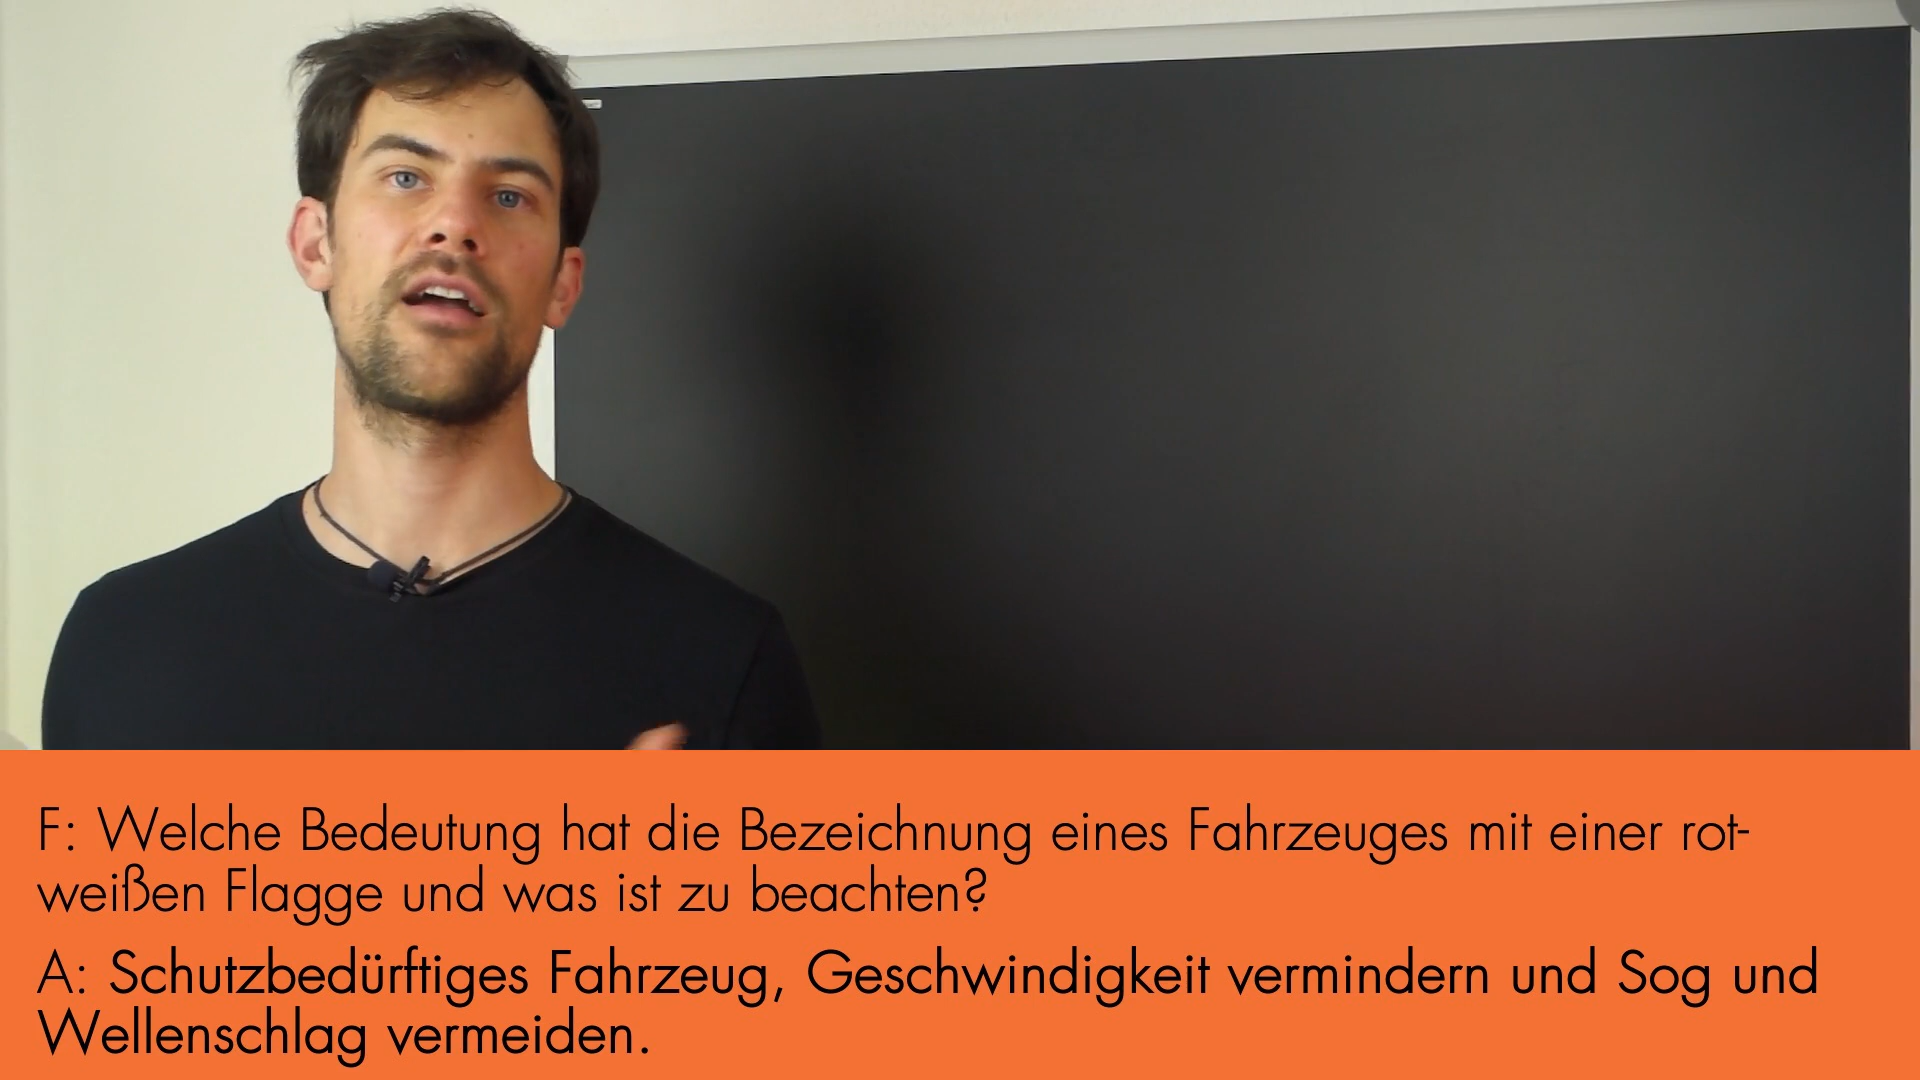 F: Welche Bedeutung hat die Bezeichnung eines Fahrzeuges mit einer rot-
weißen Flagge und was ist zu beachten?
A: Schutzbedürftiges Fahrzeug, Geschwindigkeit vermindern und Sog und
Wellenschlag vermeiden.